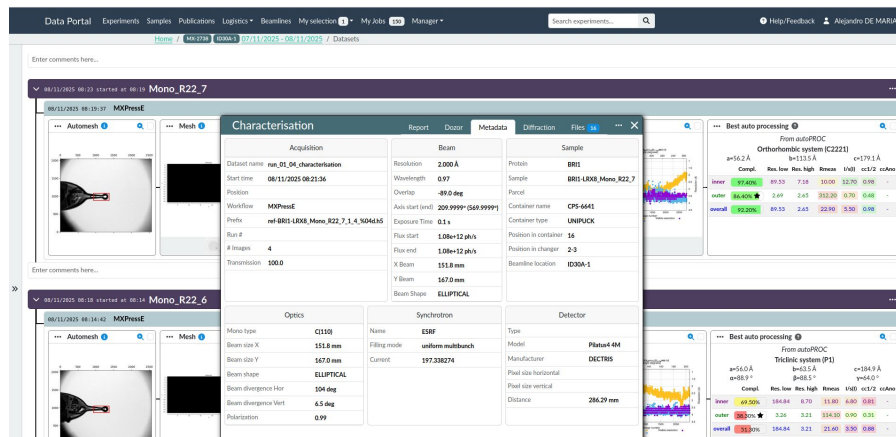 Data Portal Experiments Samples Publications Logistics My selection 1 My Jobs 150 Manager Search experiments... Help/Feedback Alejandro DE MARIA
Home / MX-2738 ID30A-1 07/11/2025 - 08/11/2025 / Datasets
Enter comments here...
08/11/2025 08:23 started at 08:19 Mono_R22_7
08/11/2025 08:19:37 MXPressE
Automesh
Mesh
Characterisation Report Dozor Metadata Diffraction Files 16
Acquisition
Dataset name run_01_04_characterisation
Start time 08/11/2025 08:21:36
Position
Workflow MXPressE
Prefix ref-BRI1-LRX8_Mono_R22_7_1_4_%04d.h5
Run #
# Images 4
Transmission 100.0
Beam
Resolution 2.000 Å
Wavelength 0.97
Overlap -89.0 deg
Axis start (end) 209.9999° (569.9999°)
Exposure Time 0.1 s
Flux start 1.08e+12 ph/s
Flux end 1.08e+12 ph/s
X Beam 151.8 mm
Y Beam 167.0 mm
Beam Shape ELLIPTICAL
Sample
Protein BRI1
Sample BRI1-LRX8_Mono_R22_7
Parcel
Container name CPS-6641
Container type UNIPUCK
Position in container 16
Position in changer 2-3
Beamline location ID30A-1
Optics
Mono type C(110)
Beam size X 151.8 mm
Beam size Y 167.0 mm
Beam shape ELLIPTICAL
Beam divergence Hor 104 deg
Beam divergence Vert 6.5 deg
Polarization 0.99
Synchrotron
Name ESRF
Filling mode uniform multibunch
Current 197.338274
Detector
Type
Model Pilatus4 4M
Manufacturer DECTRIS
Pixel size horizontal
Pixel size vertical
Distance 286.29 mm
Best auto processing
From autoPROC
Orthorhombic system (C2221)
a=56.2 Å b=113.5 Å c=179.1 Å
Compl. Res. low Res. high Rmeas I/s(I) cc1/2 ccAno
inner 97.40% 89.53 7.18 10.00 12.70 0.98 -
outer 86.40% 2.69 2.65 312.20 0.70 0.48 -
overall 92.20% 89.53 2.65 22.90 5.50 0.98 -
Enter comments here...
08/11/2025 08:18 started at 08:14 Mono_R22_6
08/11/2025 08:14:42 MXPressE
Automesh
Mesh
Best auto processing
From autoPROC
Triclinic system (P1)
a=56.0 Å b=63.5 Å c=184.9 Å
α=88.9 ° β=88.5 ° γ=64.0 °
Compl. Res. low Res. high Rmeas I/s(I) cc1/2 ccAno
inner 69.50% 184.84 8.70 11.80 6.80 0.81 -
outer 3.26 3.21 114.10 0.90 0.31 -
overall 184.84 3.21 21.60 3.50 0.88 -